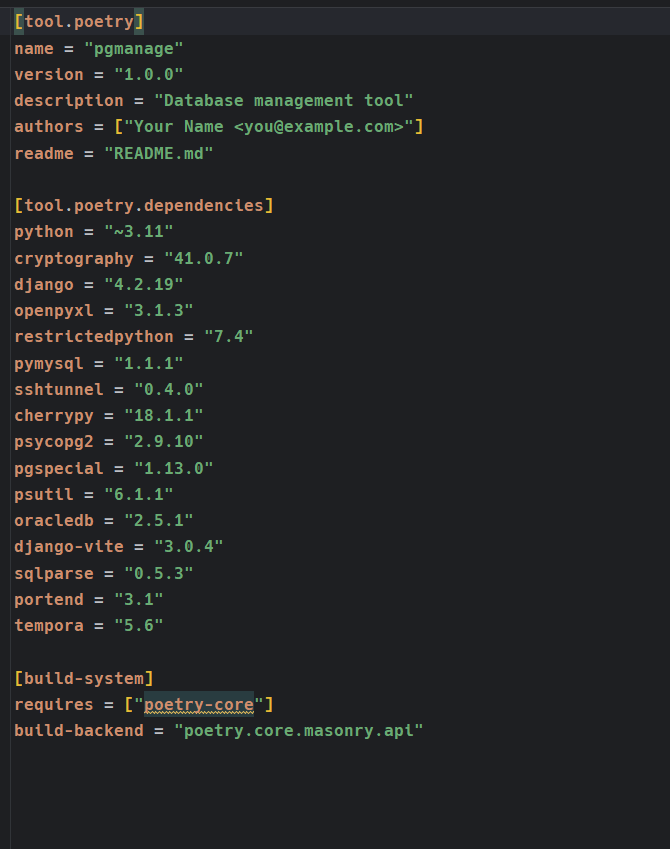 [tool.poetry]
name = "pgmanage"
version = "1.0.0"
description = "Database management tool"
authors = ["Your Name <you@example.com>"]
readme = "README.md"
[tool.poetry.dependencies]
python = "~3.11"
cryptography = "41.0.7"
django = "4.2.19"
openpyxl = "3.1.3"
restrictedpython = "7.4"
pymysql = "1.1.1"
sshtunnel = "0.4.0"
cherrypy = "18.1.1"
psycopg2 = "2.9.10"
pgspecial = "1.13.0"
psutil = "6.1.1"
oracledb = "2.5.1"
django-vite = "3.0.4"
sqlparse = "0.5.3"
portend = "3.1"
tempora = "5.6"
[build-system]
requires = ["poetry-core"]
build-backend = "poetry.core.masonry.api"